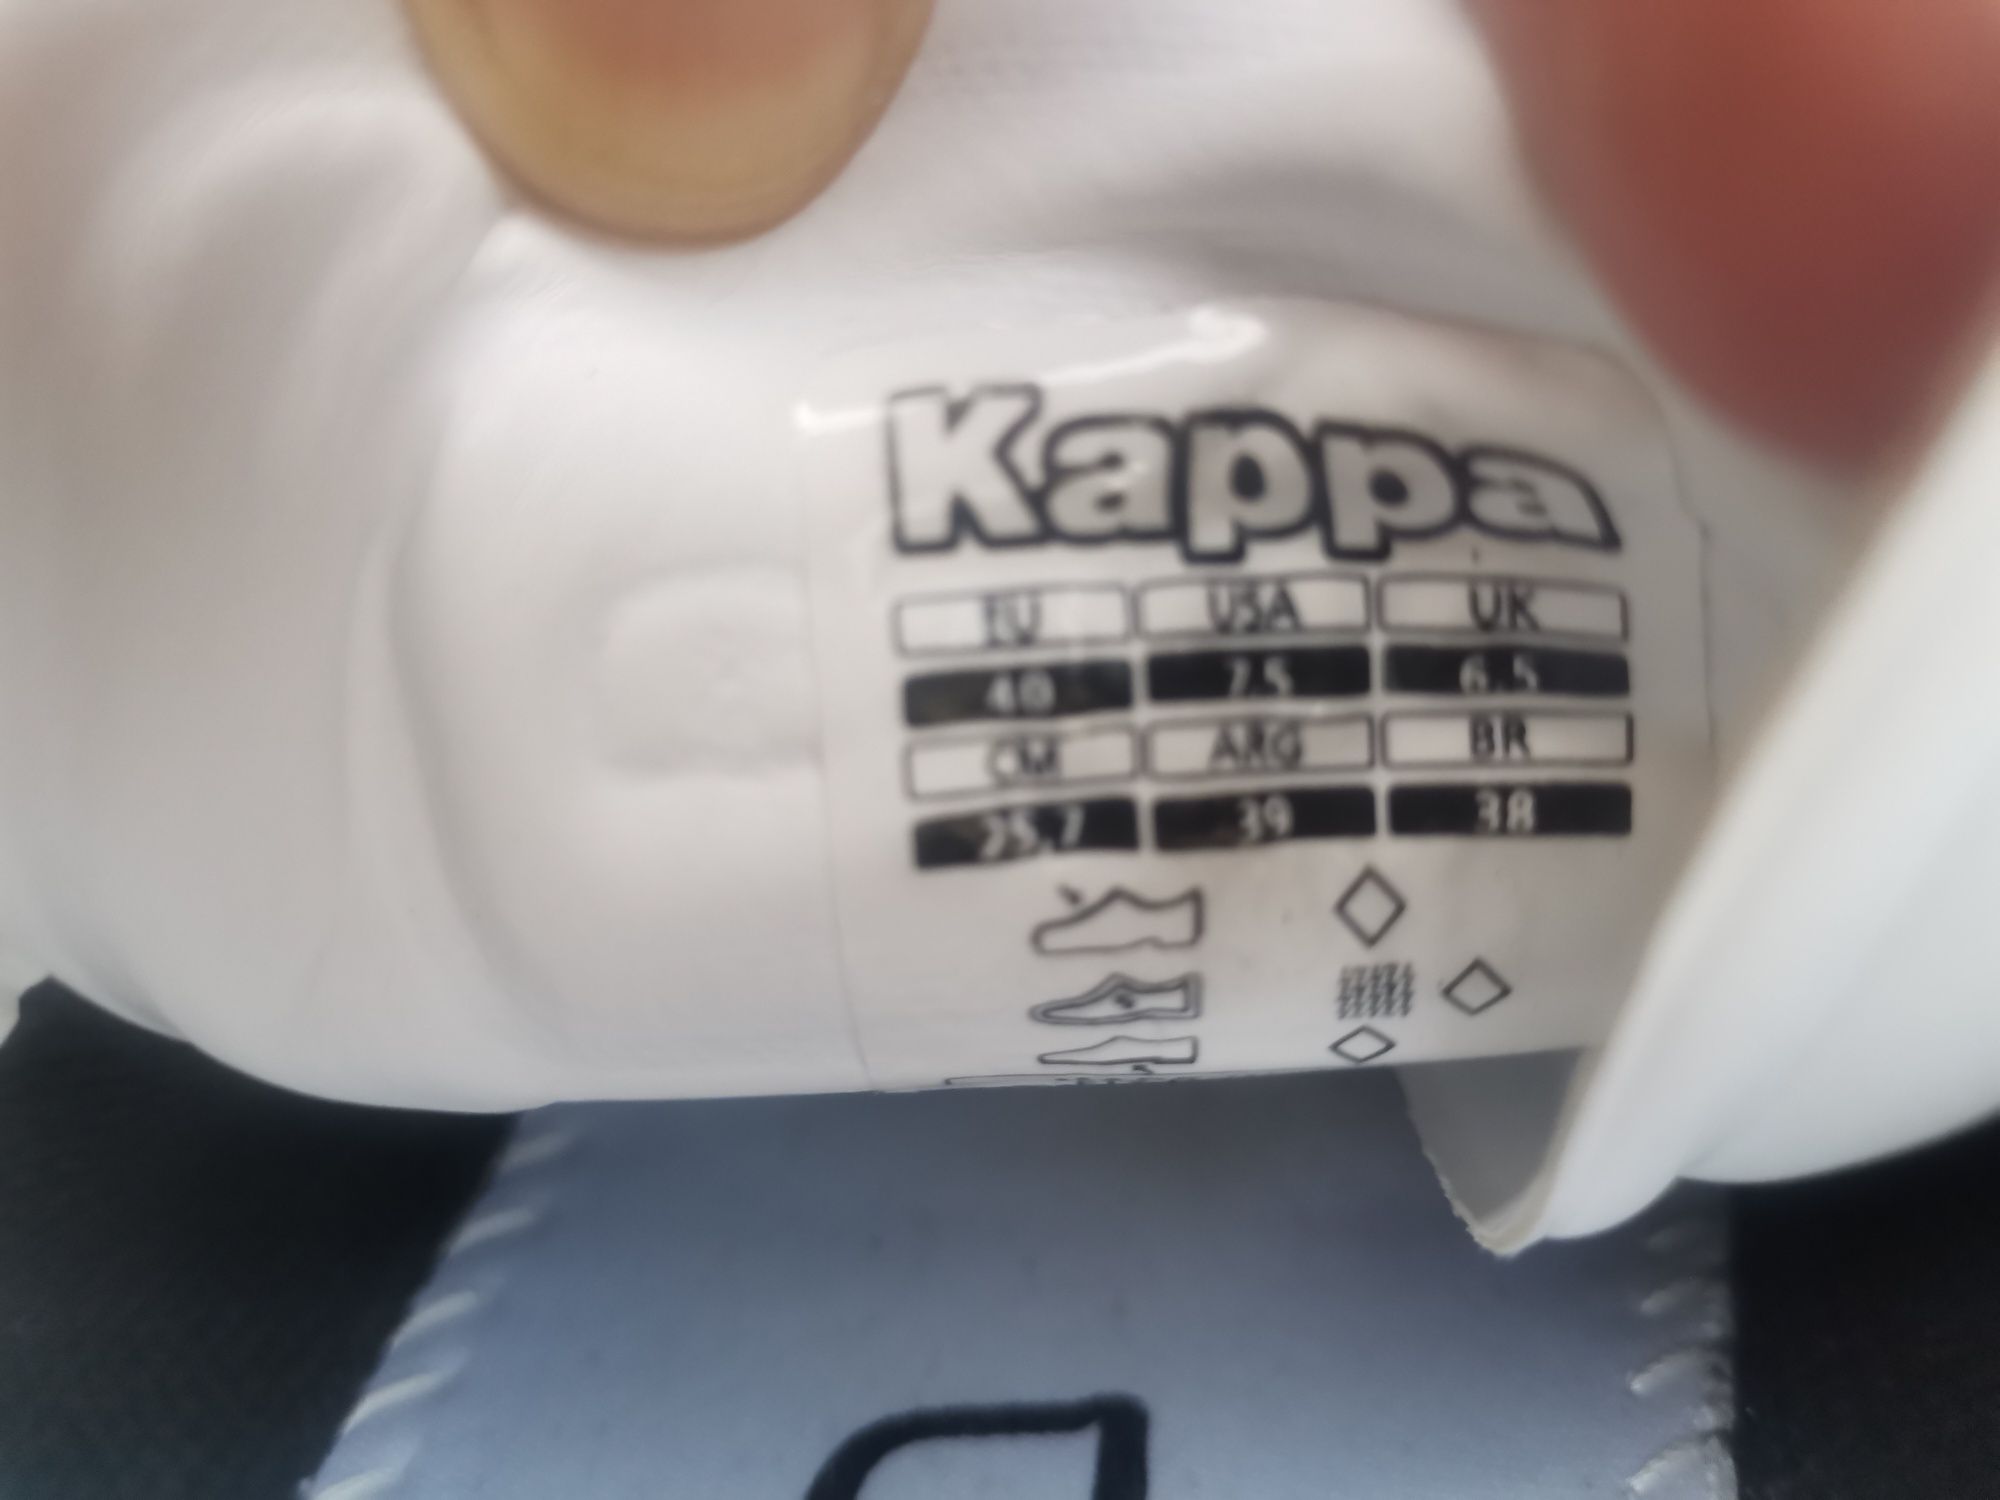 Kappa
EU USA UK
40 7.5 6.5
CM ARG BR
25.7 39 38